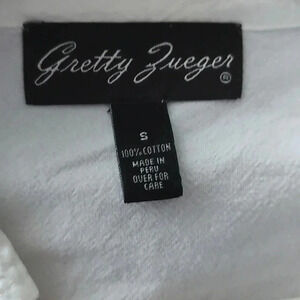 Gretty Zueger ®
S
100% COTTON
MADE IN
PERU
OVER FOR
CARE